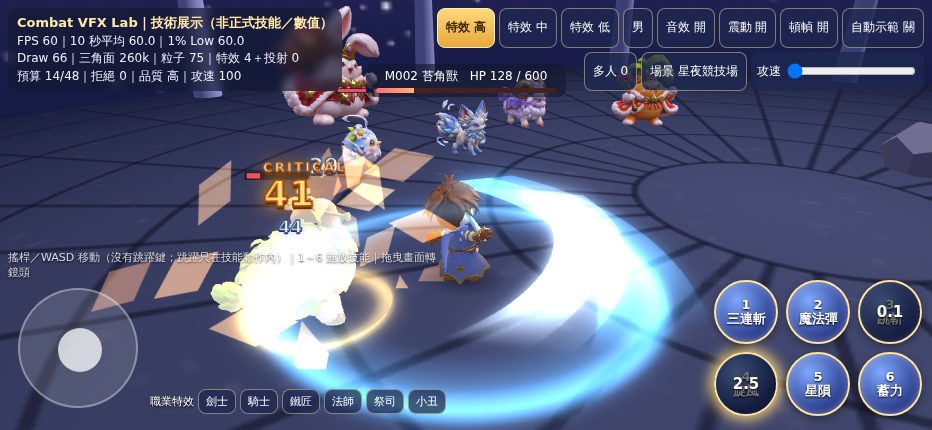 Combat VFX Lab｜技術展示（非正式技能／數值）
FPS 60｜10 秒平均 60.0｜1% Low 60.0
Draw 66｜三角面 260k｜粒子 75｜特效 4＋投射 0
預算 14/48｜拒絕 0｜品質 高｜攻速 100
特效 高
特效 中
特效 低
男
音效 開
震動 開
頓幀 開
自動示範 關
多人 0
場景 星夜競技場
攻速
M002 苔角獸 HP 128 / 600
CRITICAL
41
44
搖桿／WASD 移動（沒有跳躍鍵；跳躍只在技能動作內）｜1～6 施放技能｜拖曳畫面轉
鏡頭
1
三連斬
2
魔法彈
3
0.1
跳斬
4
2.5
旋風
5
星隕
6
蓄力
職業特效
劍士
騎士
鐵匠
法師
祭司
小丑